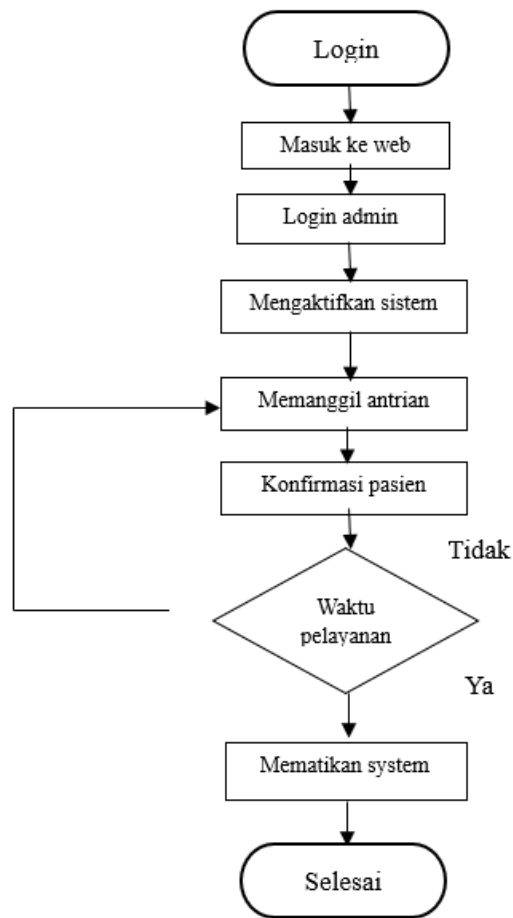 Login
Masuk ke web
Login admin
Mengaktifkan sistem
Memanggil antrian
Konfirmasi pasien
Tidak
Waktu
pelayanan
Ya
Mematikan system
Selesai